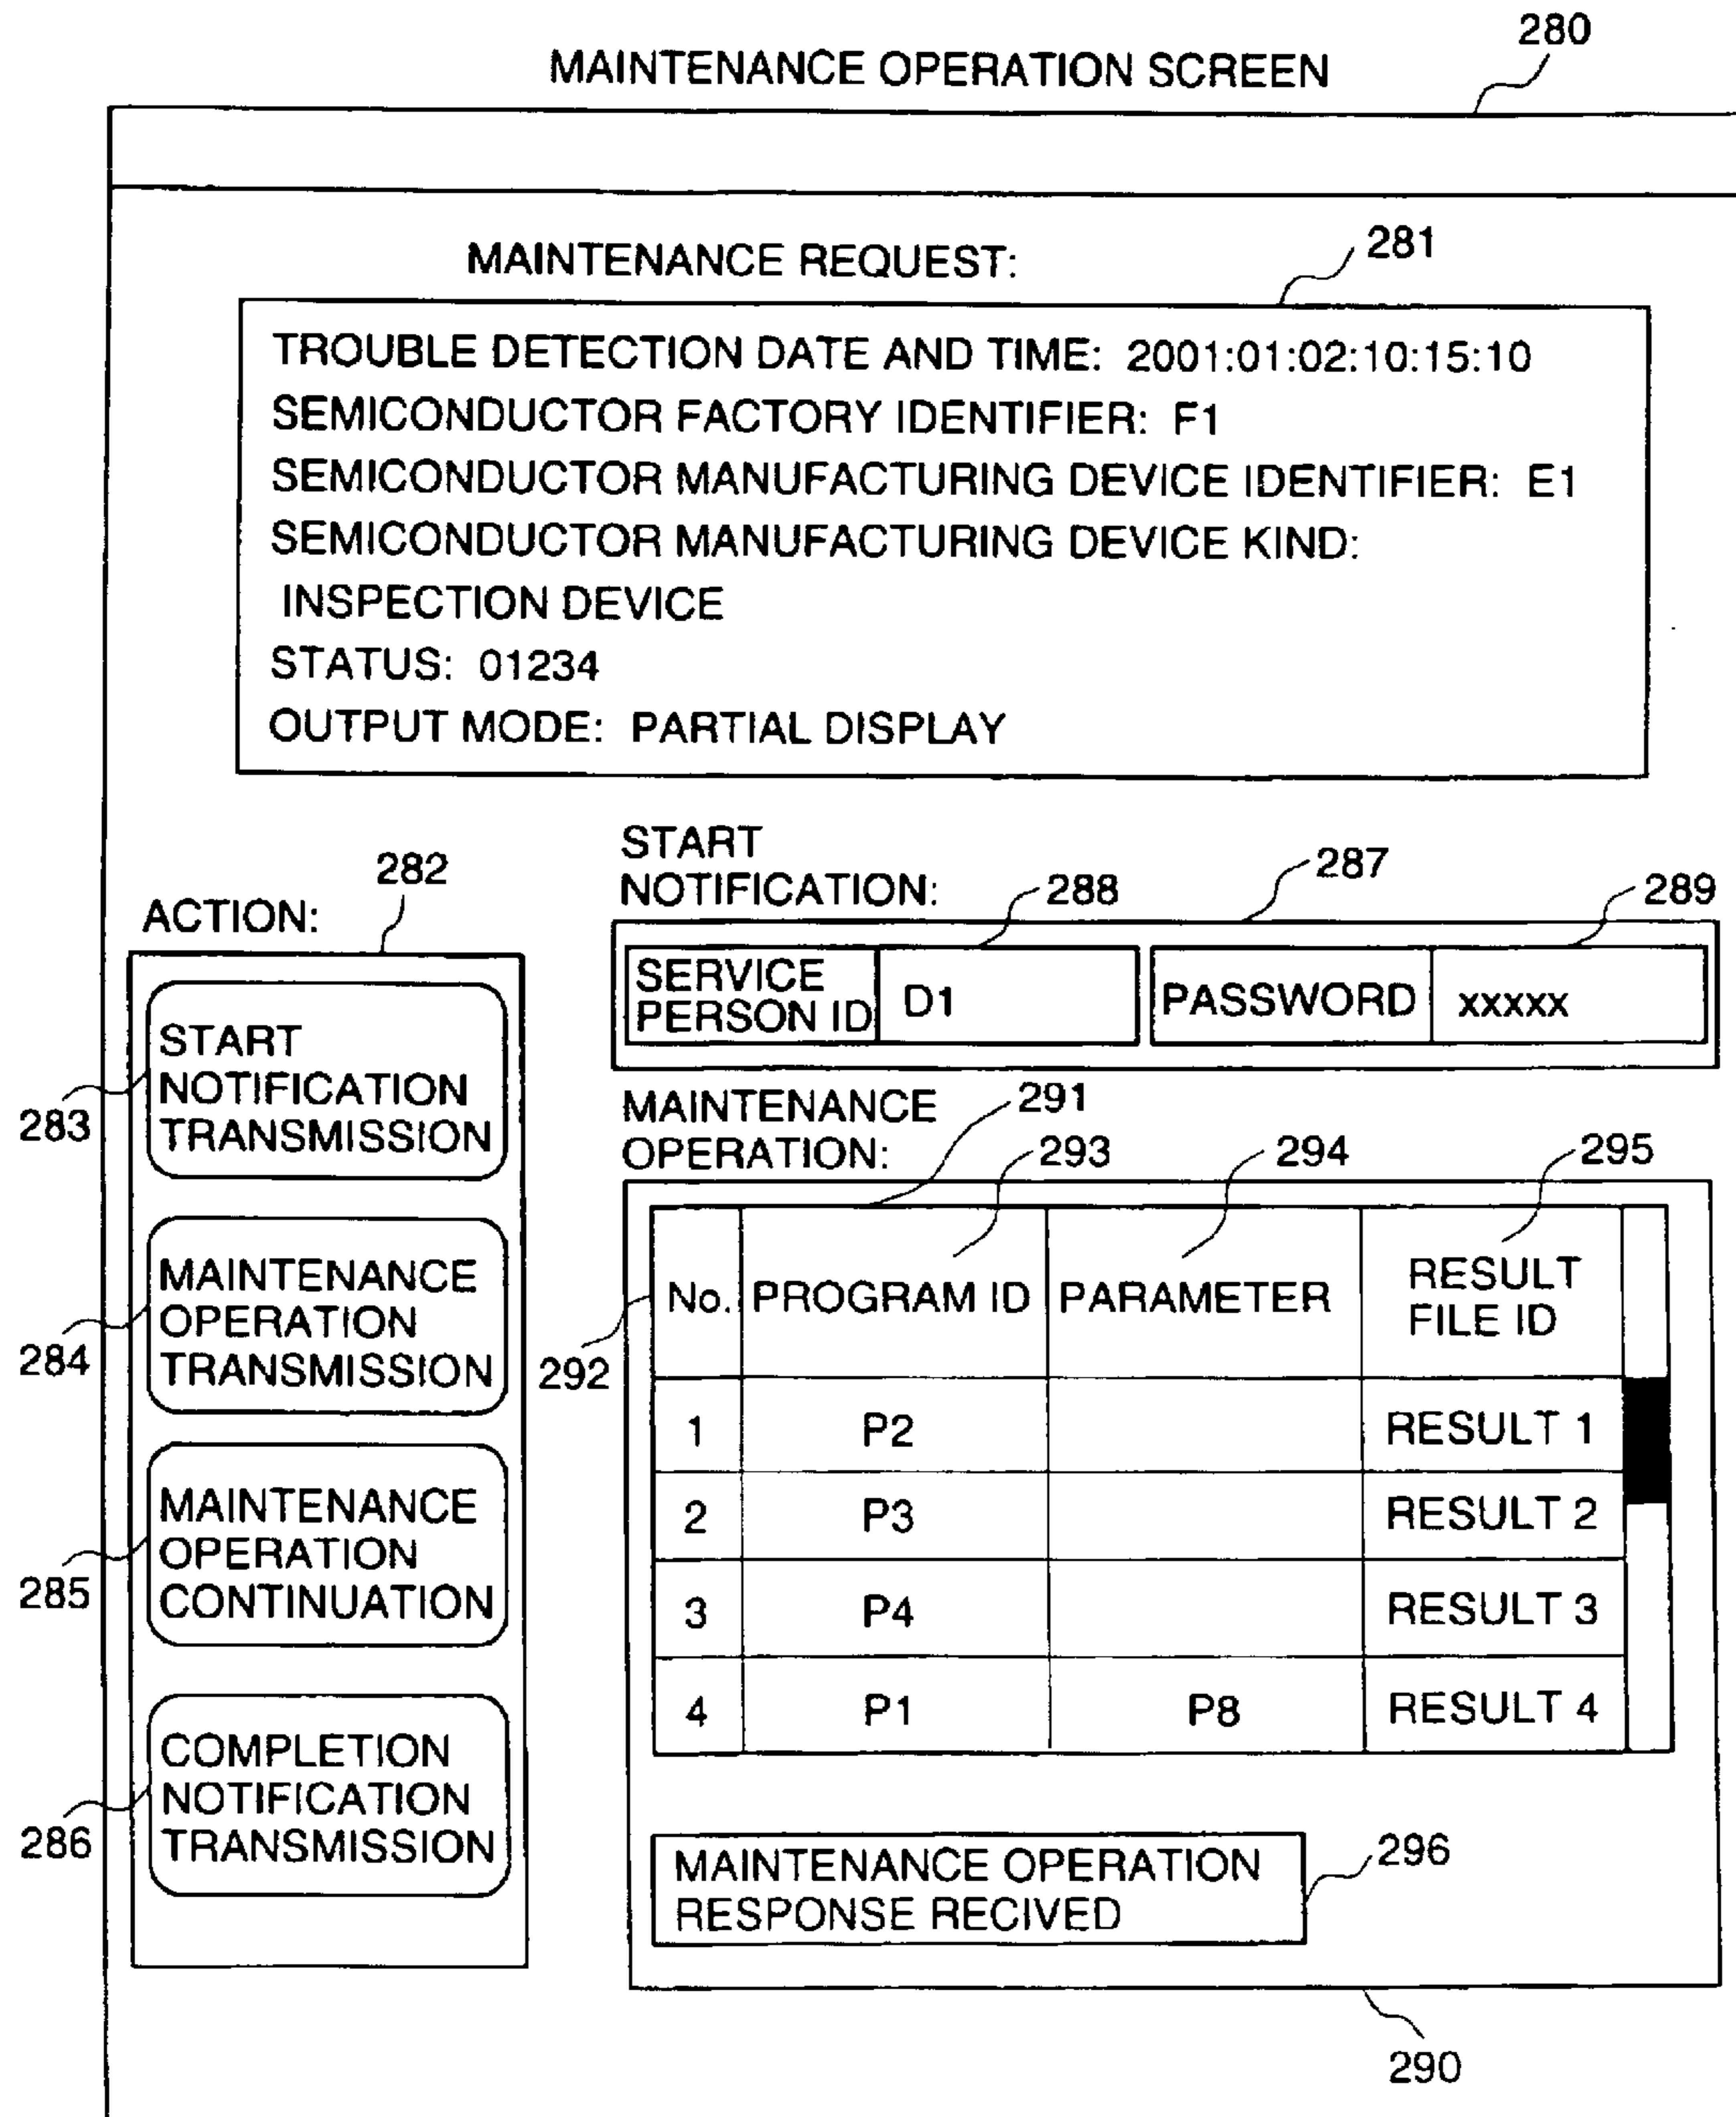 280
MAINTENANCE OPERATION SCREEN
MAINTENANCE REQUEST:
281
TROUBLE DETECTION DATE AND TIME: 2001:01:02:10:15:10
SEMICONDUCTOR FACTORY IDENTIFIER: F1
SEMICONDUCTOR MANUFACTURING DEVICE IDENTIFIER: E1
SEMICONDUCTOR MANUFACTURING DEVICE KIND:
INSPECTION DEVICE
STATUS: 01234
OUTPUT MODE: PARTIAL DISPLAY
ACTION:
282
START
NOTIFICATION
TRANSMISSION
283
MAINTENANCE
OPERATION
TRANSMISSION
284
MAINTENANCE
OPERATION
CONTINUATION
285
COMPLETION
NOTIFICATION
TRANSMISSION
286
START
NOTIFICATION:
288
287
289
SERVICE
PERSON ID
D1
PASSWORD
xxxxx
MAINTENANCE
OPERATION:
291
293
294
295
292
No. PROGRAM ID PARAMETER RESULT
FILE ID
1 P2 RESULT 1
2 P3 RESULT 2
3 P4 RESULT 3
4 P1 P8 RESULT 4
MAINTENANCE OPERATION
RESPONSE RECIVED
296
290